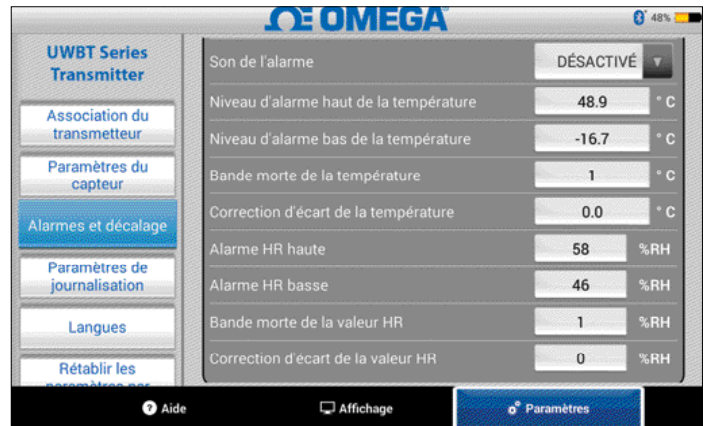 OMEGA
48%
UWBT Series
Transmitter
Association du
transmetteur
Paramètres du
capteur
Alarmes et décalage
Paramètres de
journalisation
Langues
Rétablir les
paramètres par
Son de l'alarme
DÉSACTIVÉ
Niveau d'alarme haut de la température
48.9 ° C
Niveau d'alarme bas de la température
-16.7 ° C
Bande morte de la température
1 ° C
Correction d'écart de la température
0.0 ° C
Alarme HR haute
58 %RH
Alarme HR basse
46 %RH
Bande morte de la valeur HR
1 %RH
Correction d'écart de la valeur HR
0 %RH
? Aide
Affichage
Paramètres